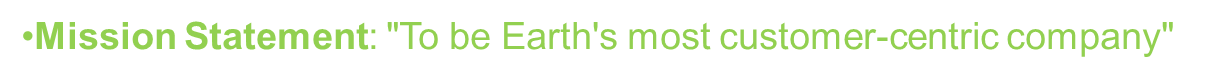 •Mission Statement: "To be Earth's most customer-centric company"